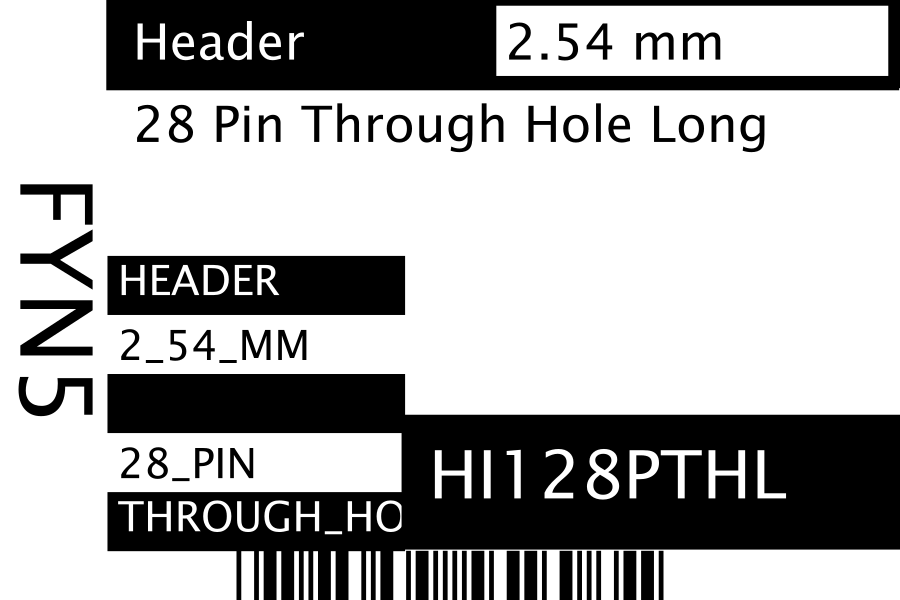 Header
2.54 mm
28 Pin Through Hole Long
FYN5
HEADER
2_54_MM
28_PIN
THROUGH_HO
HI128PTHL